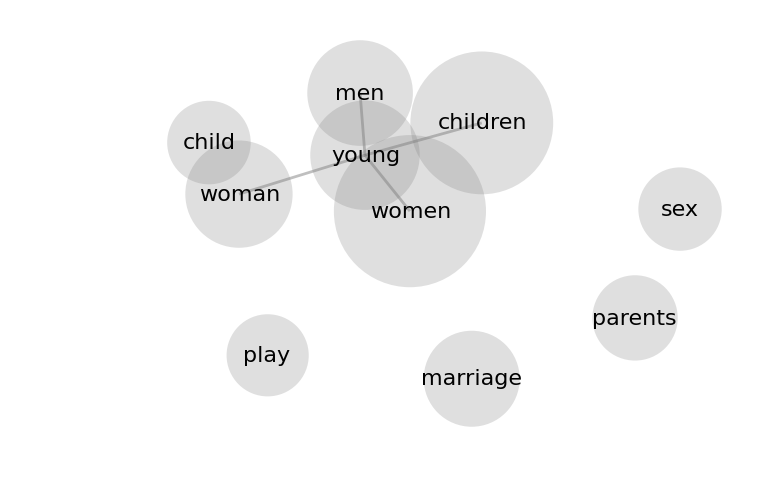 men
children
child
young
woman
women
sex
parents
play
marriage